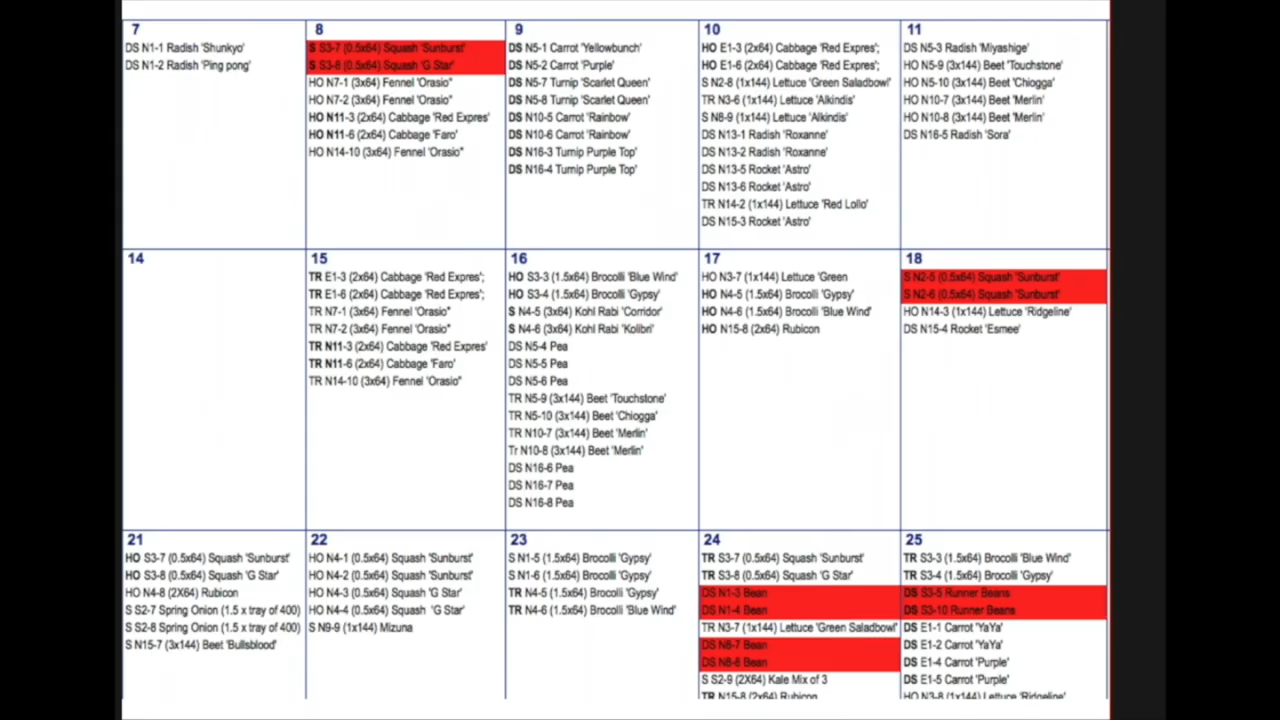 7
DS N1-1 Radish 'Shunkyo'
DS N1-2 Radish 'Ping pong'
8
S S3-7 (0.5x64) Squash 'Sunburst'
S S3-8 (0.5x64) Squash 'G Star'
HO N7-1 (3x64) Fennel 'Orasio"
HO N7-2 (3x64) Fennel 'Orasio"
HO N11-3 (2x64) Cabbage 'Red Expres'
HO N11-6 (2x64) Cabbage 'Faro'
HO N14-10 (3x64) Fennel 'Orasio"
9
DS N5-1 Carrot 'Yellowbunch'
DS N5-2 Carrot 'Purple'
DS N5-7 Turnip 'Scarlet Queen'
DS N5-8 Turnip 'Scarlet Queen'
DS N10-5 Carrot 'Rainbow'
DS N10-6 Carrot 'Rainbow'
DS N16-3 Turnip Purple Top'
DS N16-4 Turnip Purple Top'
10
HO E1-3 (2x64) Cabbage 'Red Expres';
HO E1-6 (2x64) Cabbage 'Red Expres';
S N2-8 (1x144) Lettuce 'Green Saladbowl'
TR N3-6 (1x144) Lettuce 'Alkindis'
S N8-9 (1x144) Lettuce 'Alkindis'
DS N13-1 Radish 'Roxanne'
DS N13-2 Radish 'Roxanne'
DS N13-5 Rocket 'Astro'
DS N13-6 Rocket 'Astro'
TR N14-2 (1x144) Lettuce 'Red Lollo'
DS N15-3 Rocket 'Astro'
11
DS N5-3 Radish 'Miyashige'
HO N5-9 (3x144) Beet 'Touchstone'
HO N5-10 (3x144) Beet 'Chiogga'
HO N10-7 (3x144) Beet 'Merlin'
HO N10-8 (3x144) Beet 'Merlin'
DS N16-5 Radish 'Sora'
14
15
TR E1-3 (2x64) Cabbage 'Red Expres';
TR E1-6 (2x64) Cabbage 'Red Expres';
TR N7-1 (3x64) Fennel 'Orasio"
TR N7-2 (3x64) Fennel 'Orasio"
TR N11-3 (2x64) Cabbage 'Red Expres'
TR N11-6 (2x64) Cabbage 'Faro'
TR N14-10 (3x64) Fennel 'Orasio"
16
HO S3-3 (1.5x64) Brocolli 'Blue Wind'
HO S3-4 (1.5x64) Brocolli 'Gypsy'
S N4-5 (3x64) Kohl Rabi 'Corridor'
S N4-6 (3x64) Kohl Rabi 'Kolibri'
DS N5-4 Pea
DS N5-5 Pea
DS N5-6 Pea
TR N5-9 (3x144) Beet 'Touchstone'
TR N5-10 (3x144) Beet 'Chiogga'
TR N10-7 (3x144) Beet 'Merlin'
Tr N10-8 (3x144) Beet 'Merlin'
DS N16-6 Pea
DS N16-7 Pea
DS N16-8 Pea
17
HO N3-7 (1x144) Lettuce 'Green
HO N4-5 (1.5x64) Brocolli 'Gypsy'
HO N4-6 (1.5x64) Brocolli 'Blue Wind'
HO N15-8 (2x64) Rubicon
18
S N2-5 (0.5x64) Squash 'Sunburst'
S N2-6 (0.5x64) Squash 'Sunburst'
HO N14-3 (1x144) Lettuce 'Ridgeline'
DS N15-4 Rocket 'Esmee'
21
HO S3-7 (0.5x64) Squash 'Sunburst'
HO S3-8 (0.5x64) Squash 'G Star'
HO N4-8 (2X64) Rubicon
S S2-7 Spring Onion (1.5 x tray of 400)
S S2-8 Spring Onion (1.5 x tray of 400)
S N15-7 (3x144) Beet 'Bullsblood'
22
HO N4-1 (0.5x64) Squash 'Sunburst'
HO N4-2 (0.5x64) Squash 'Sunburst'
HO N4-3 (0.5x64) Squash 'G Star'
HO N4-4 (0.5x64) Squash 'G Star'
S N9-9 (1x144) Mizuna
23
S N1-5 (1.5x64) Brocolli 'Gypsy'
S N1-6 (1.5x64) Brocolli 'Gypsy'
TR N4-5 (1.5x64) Brocolli 'Gypsy'
TR N4-6 (1.5x64) Brocolli 'Blue Wind'
24
TR S3-7 (0.5x64) Squash 'Sunburst'
TR S3-8 (0.5x64) Squash 'G Star'
DS N1-3 Bean
DS N1-4 Bean
TR N3-7 (1x144) Lettuce 'Green Saladbowl'
DS N8-7 Bean
DS N8-8 Bean
S S2-9 (2X64) Kale Mix of 3
TR N15-8 (2x64) Rubicon
25
TR S3-3 (1.5x64) Brocolli 'Blue Wind'
TR S3-4 (1.5x64) Brocolli 'Gypsy'
DS S3-5 Runner Beans
DS S3-10 Runner Beans
DS E1-1 Carrot 'YaYa'
DS E1-2 Carrot 'YaYa'
DS E1-4 Carrot 'Purple'
DS E1-5 Carrot 'Purple'
HO N3-8 (1x144) Lettuce 'Ridgeline'